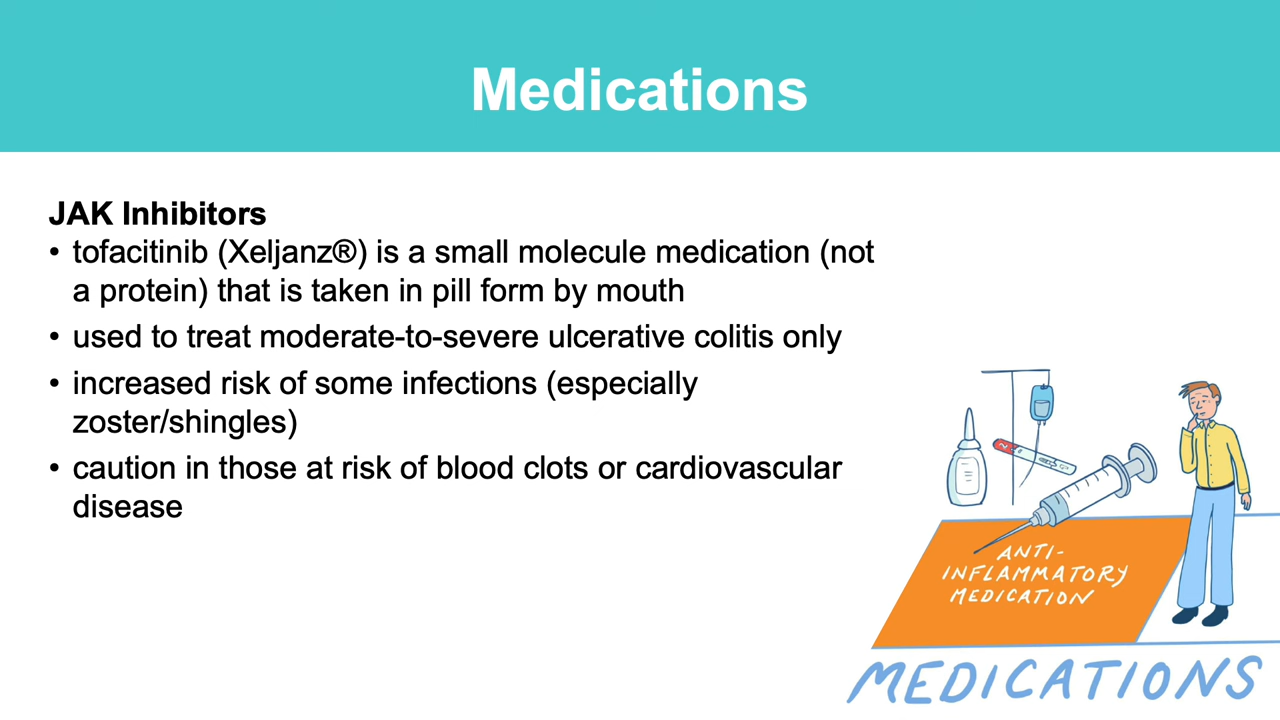 Medications
JAK Inhibitors
• tofacitinib (Xeljanz®) is a small molecule medication (not
a protein) that is taken in pill form by mouth
• used to treat moderate-to-severe ulcerative colitis only
• increased risk of some infections (especially
zoster/shingles)
• caution in those at risk of blood clots or cardiovascular
disease
ANTI-
INFLAMMATORY
MEDICATION
MEDICATIONS